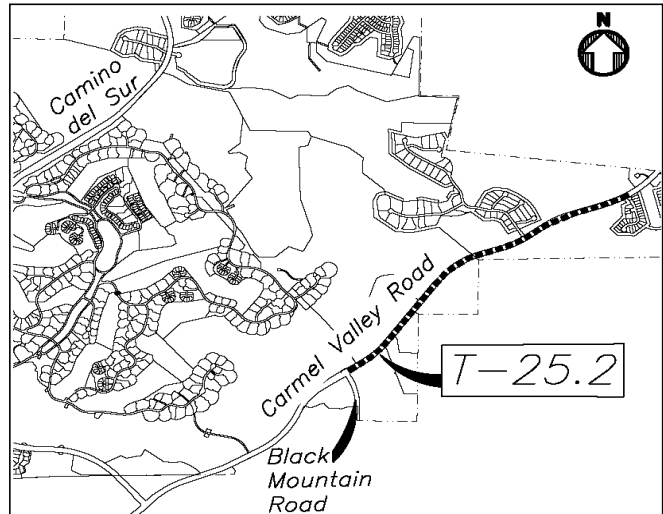 N
Camino
del Sur
Carmel Valley Road
T-25.2
Black
Mountain
Road